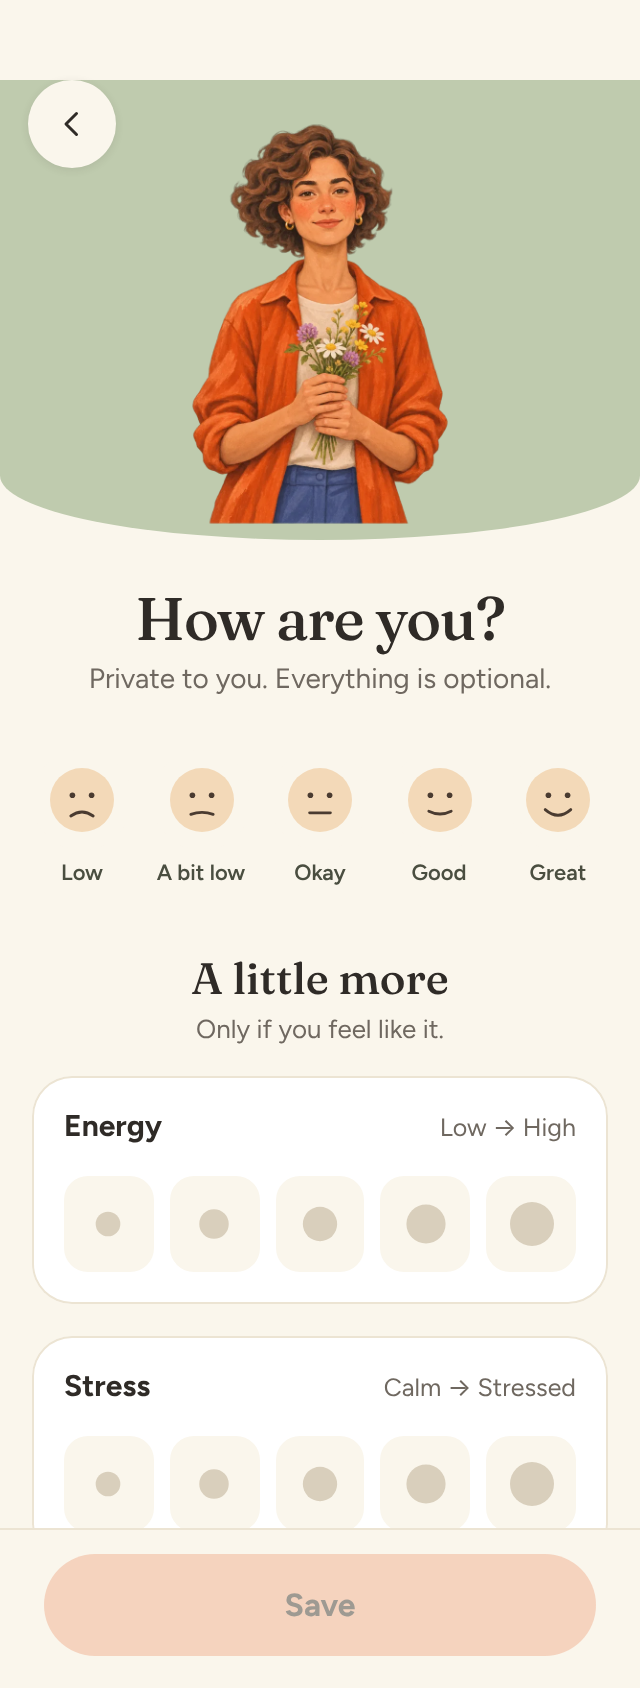 How are you?
Private to you. Everything is optional.
Low
A bit low
Okay
Good
Great
A little more
Only if you feel like it.
Energy
Low → High
Stress
Calm → Stressed
Save